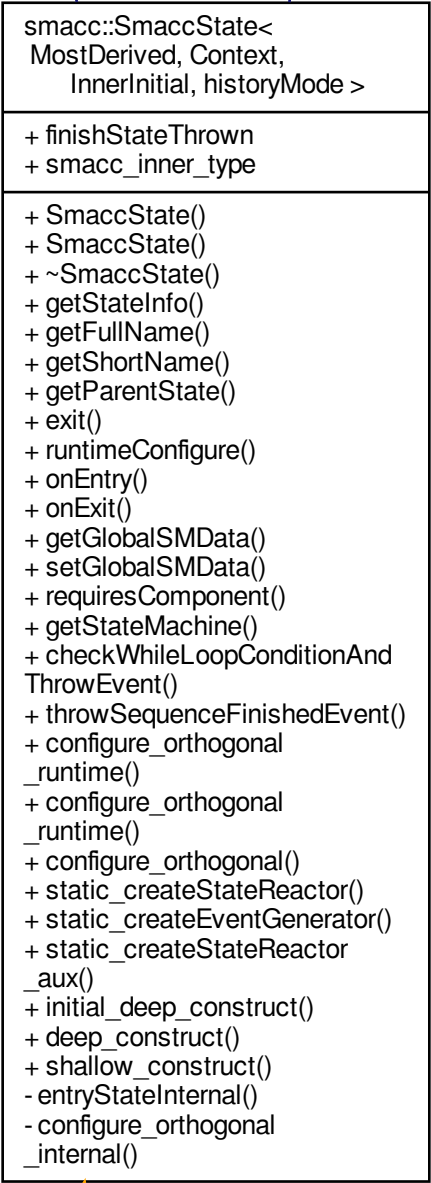 smacc::SmaccState<
MostDerived, Context,
InnerInitial, historyMode >
+ finishStateThrown
+ smacc_inner_type
+ SmaccState()
+ SmaccState()
+ ~SmaccState()
+ getStateInfo()
+ getFullName()
+ getShortName()
+ getParentState()
+ exit()
+ runtimeConfigure()
+ onEntry()
+ onExit()
+ getGlobalSMData()
+ setGlobalSMData()
+ requiresComponent()
+ getStateMachine()
+ checkWhileLoopConditionAnd
ThrowEvent()
+ throwSequenceFinishedEvent()
+ configure_orthogonal
_runtime()
+ configure_orthogonal
_runtime()
+ configure_orthogonal()
+ static_createStateReactor()
+ static_createEventGenerator()
+ static_createStateReactor
_aux()
+ initial_deep_construct()
+ deep_construct()
+ shallow_construct()
- entryStateInternal()
- configure_orthogonal
_internal()